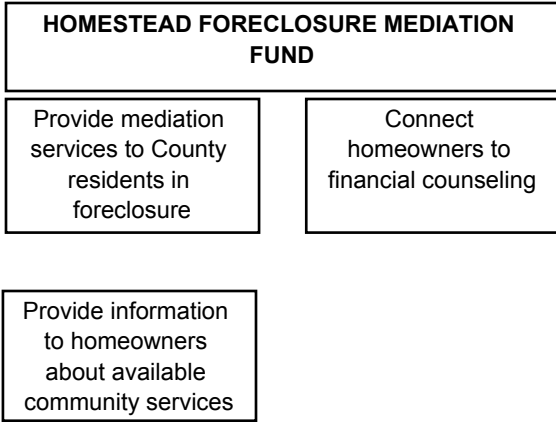 HOMESTEAD FORECLOSURE MEDIATION
FUND
Provide mediation
services to County
residents in
foreclosure
Connect
homeowners to
financial counseling
Provide information
to homeowners
about available
community services